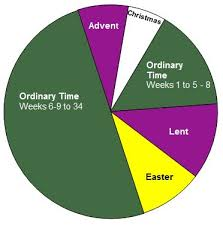 Christmas
Advent
Ordinary
Time
Weeks 1 to 5 - 8
Ordinary Time
Weeks 6-9 to 34
Lent
Easter